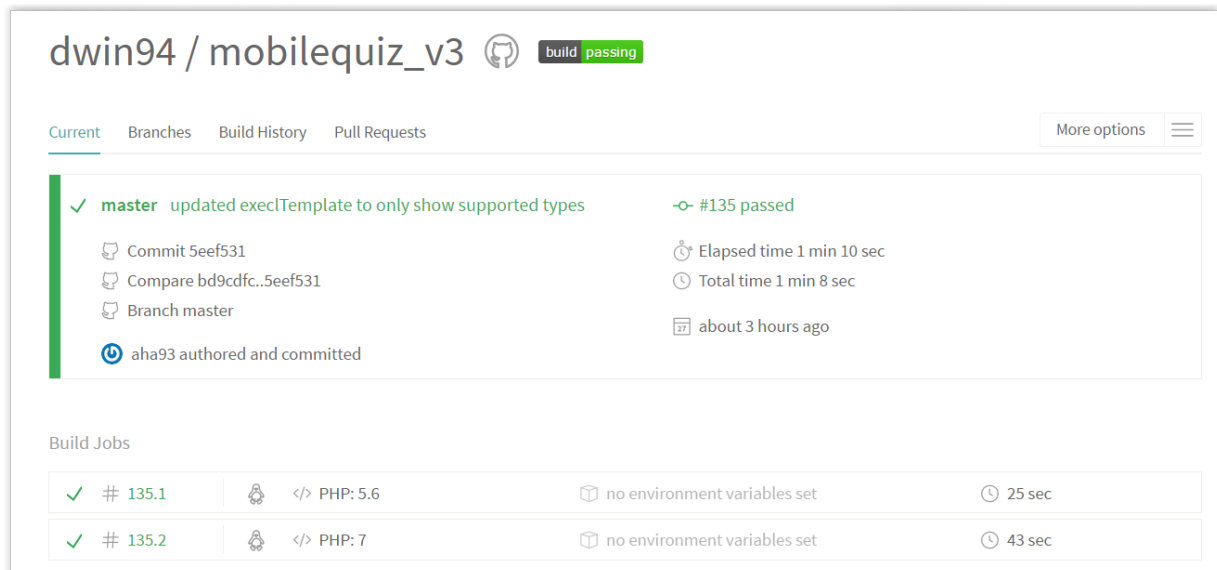 dwin94 / mobilequiz_v3 build passing
Current Branches Build History Pull Requests More options
master updated execlTemplate to only show supported types
#135 passed
Commit 5eef531
Elapsed time 1 min 10 sec
Compare bd9cdfc..5eef531
Total time 1 min 8 sec
Branch master
27 about 3 hours ago
aha93 authored and committed
Build Jobs
# 135.1 </> PHP: 5.6 no environment variables set 25 sec
# 135.2 </> PHP: 7 no environment variables set 43 sec